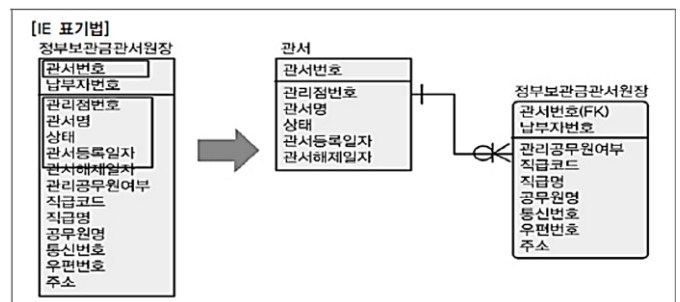 [IE 표기법]
정부보관금관서원장
관서번호
납부자번호
관리점번호
관서명
상태
관서등록일자
관서해제일자
관리공무원여부
직급코드
직급명
공무원명
통신번호
우편번호
주소
관서
관서번호
관리점번호
관서명
상태
관서등록일자
관서해제일자
정부보관금관서원장
관서번호(FK)
납부자번호
관리공무원여부
직급코드
직급명
공무원명
통신번호
우편번호
주소